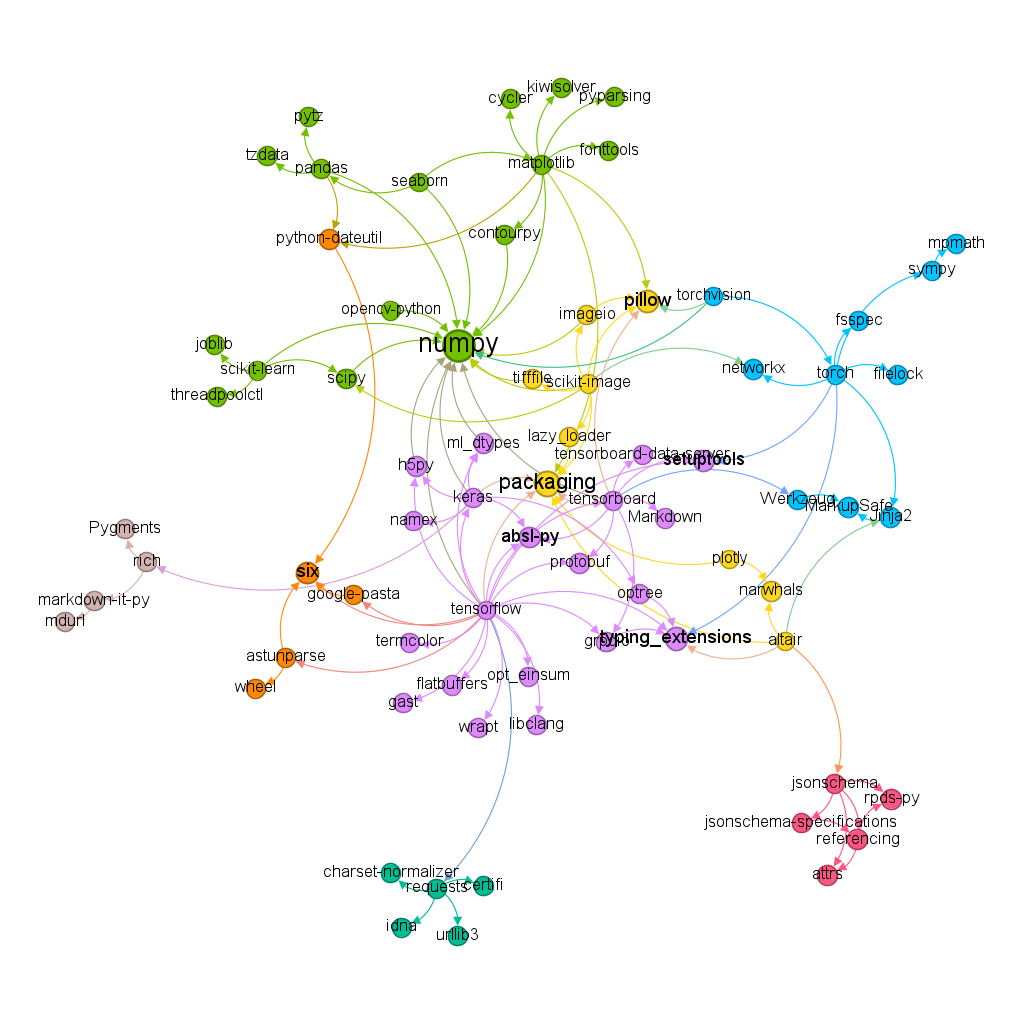 kiwisolver
cycler
pyparsing
pytz
fonttools
tzdata
pandas
matplotlib
seaborn
python-dateutil
contourpy
mpmath
sympy
pillow
torchvision
opencv-python
imageio
fsspec
joblib
numpy
scikit-learn
scipy
tifffile
scikit-image
networkx
torch
filelock
threadpoolctl
lazy_loader
ml_dtypes
tensorboard-data-server
setuptools
h5py
packaging
keras
tensorboard
Werkzeug
MarkupSafe
Jinja2
namex
Markdown
Pygments
absl-py
rich
protobuf
plotly
six
google-pasta
optree
narwhals
markdown-it-py
mdurl
tensorflow
termcolor
grpcio
typing_extensions
altair
astunparse
opt_einsum
wheel
flatbuffers
gast
wrapt
libclang
jsonschema
rpds-py
jsonschema-specifications
referencing
attrs
charset-normalizer
requests
certifi
idna
urllib3